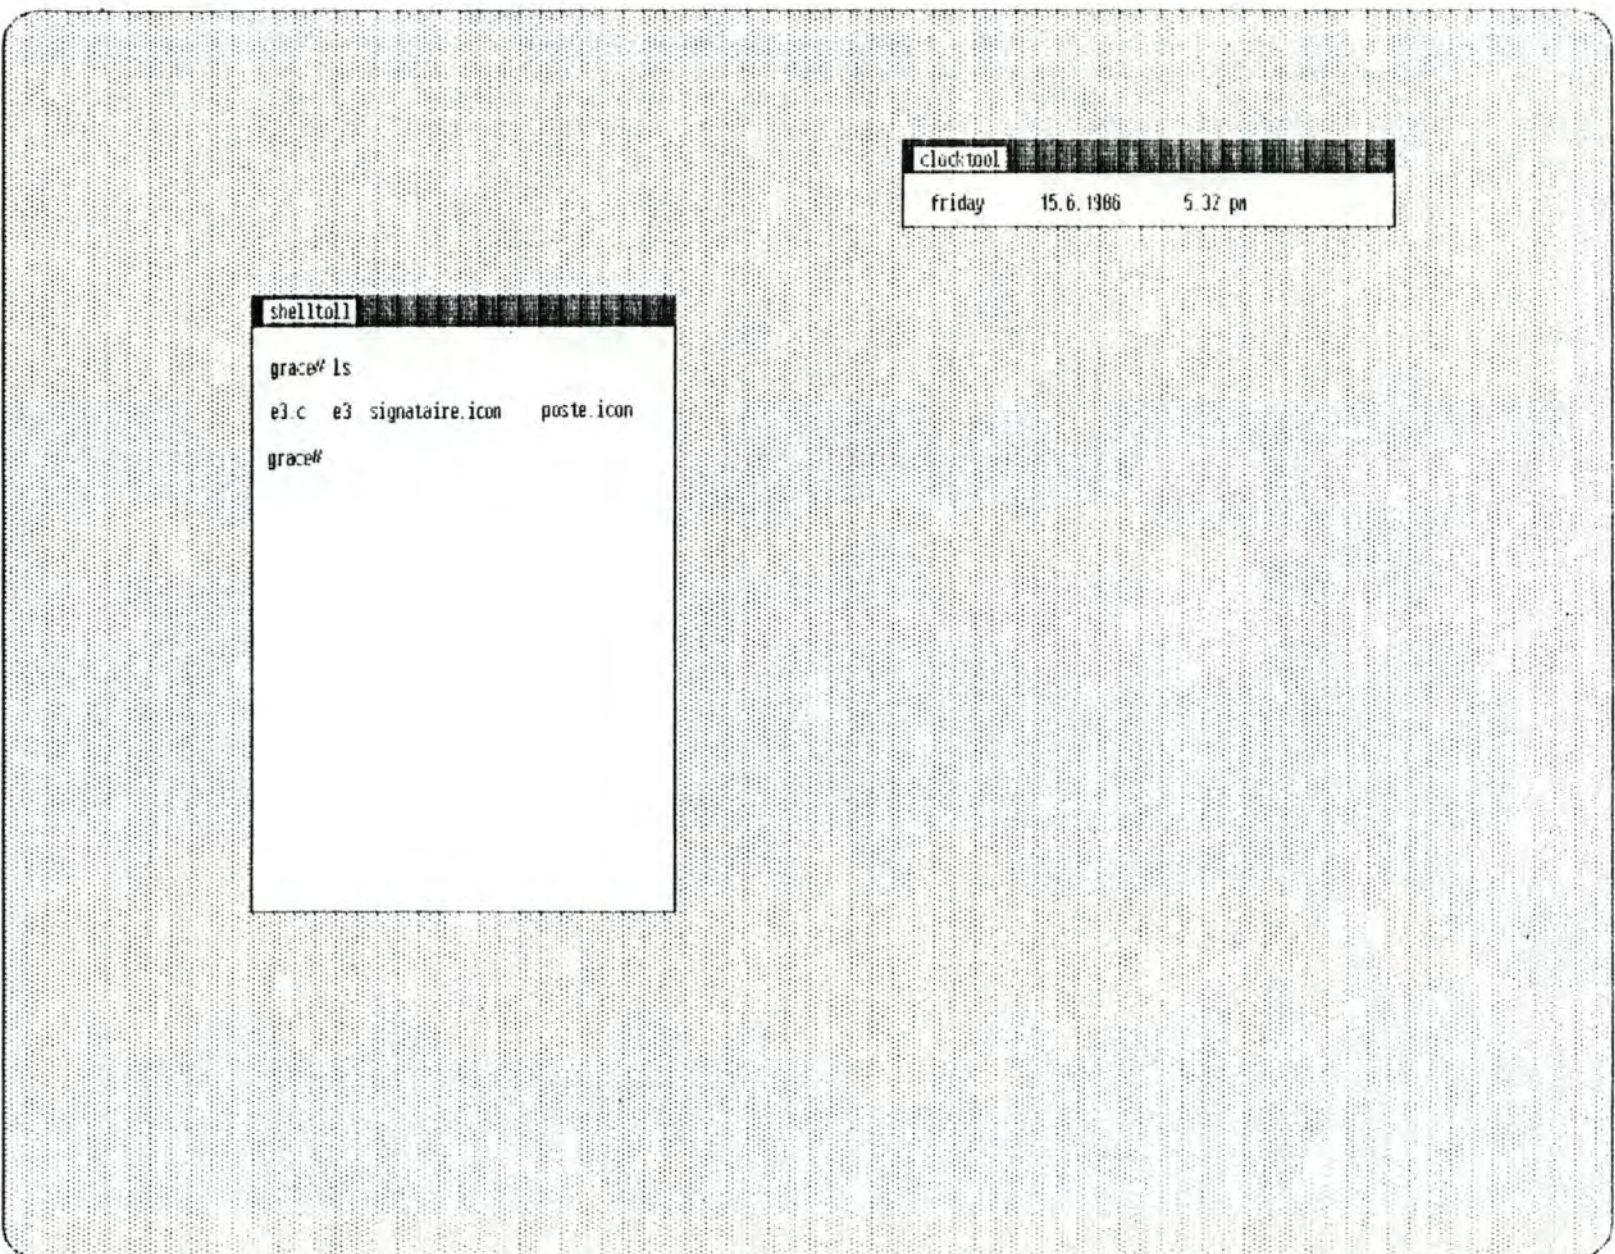 clocktool
friday 15.6.1986 5.32 pm
shelltoll
grace# ls
e3.c e3 signataire.icon poste.icon
grace#